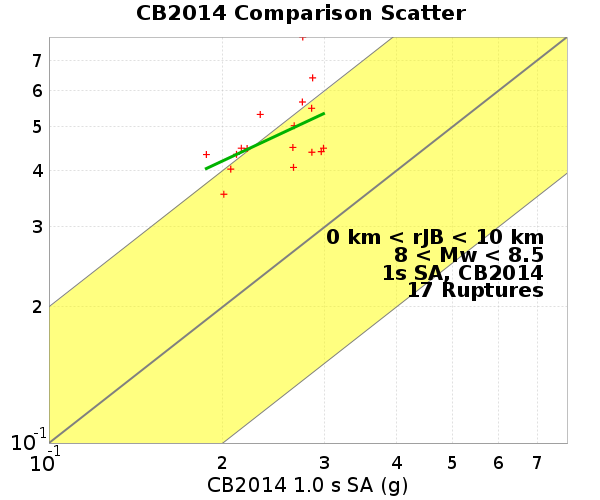 CB2014 Comparison Scatter
7
6
5
4
3
2
10-1
0 km < rJB < 10 km
8 < Mw < 8.5
1s SA, CB2014
17 Ruptures
10-1
2 3 4 5 6 7
CB2014 1.0 s SA (g)